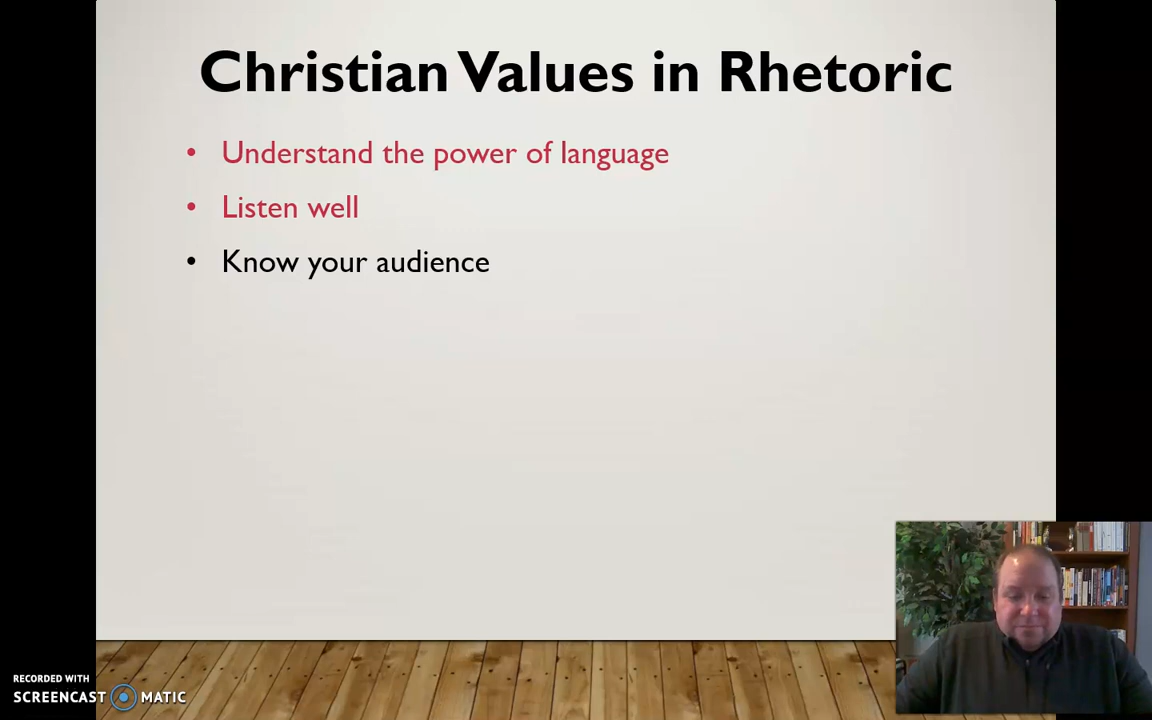 Christian Values in Rhetoric
• Understand the power of language
• Listen well
• Know your audience
RECORDED WITH
SCREENCAST MATIC